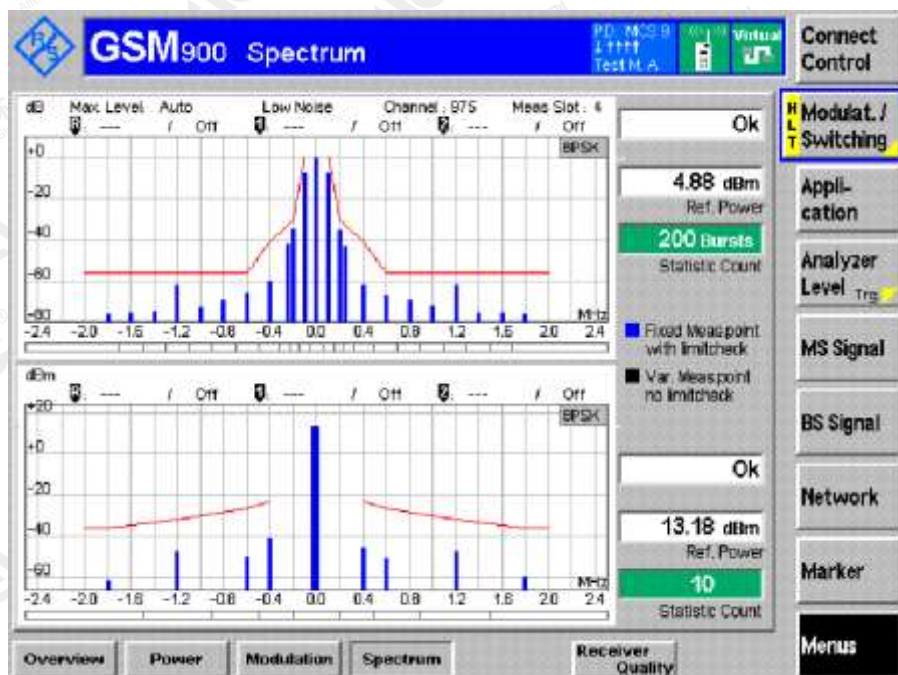 R&S
GSM900 Spectrum
P.D. MCS 9
Test M. A
Virtual
Connect Control
dB Max. Level Auto Low Noise Channel : 975 Meas Slot : 4
--- / Off --- / Off --- / Off
8PSK
+0
-20
-40
-60
-80
MHz
-2.4 -2.0 -1.6 -1.2 -0.8 -0.4 0.0 0.4 0.8 1.2 1.6 2.0 2.4
Ok
4.88 dBm
Ref. Power
200 Bursts
Statistic Count
Fixed Measpoint
with limitcheck
Var. Measpoint
no limitcheck
dBm
--- / Off --- / Off --- / Off
8PSK
+20
+0
-20
-40
-60
MHz
-2.4 -2.0 -1.6 -1.2 -0.8 -0.4 0.0 0.4 0.8 1.2 1.6 2.0 2.4
Ok
13.18 dBm
Ref. Power
10
Statistic Count
HLT
Modulat. /
Switching
Appli-
cation
Analyzer
Level Trg
MS Signal
BS Signal
Network
Marker
Menus
Overview Power Modulation Spectrum Receiver
Quality